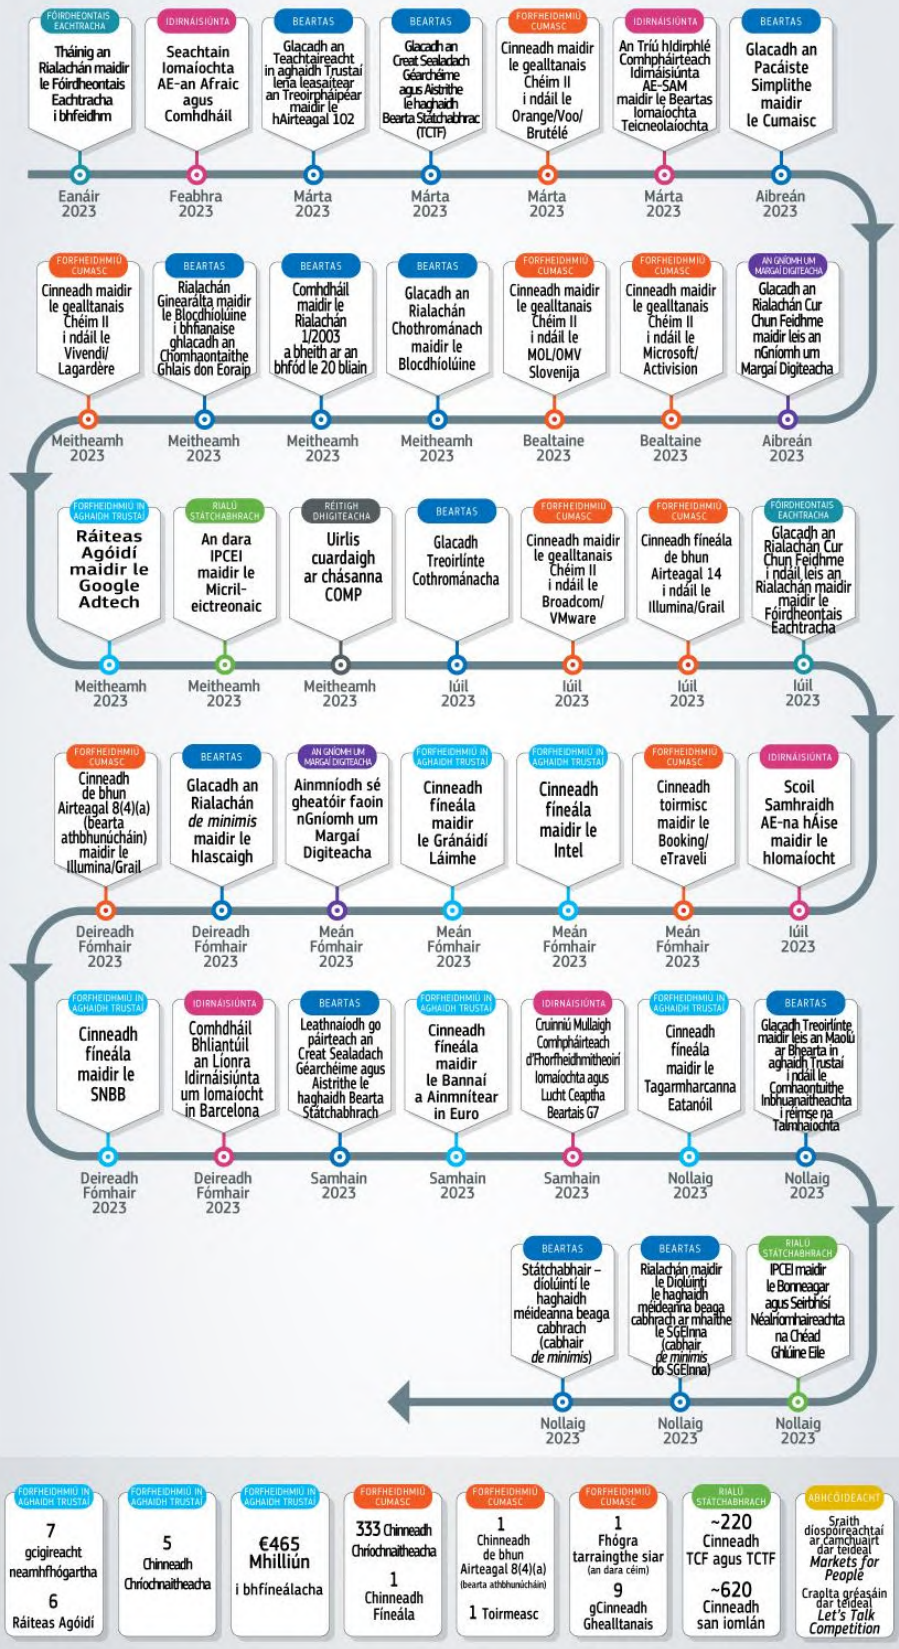 FÓIRDHEONTAIS
EACHTRACHA
Tháinig an
Rialachán maidir
le Fóirdheontais
Eachtracha
i bhfeidhm
Eanáir
2023
IDIRNÁISIÚNTA
Seachtain
Iomaíochta
AE-an Afraic
agus
Comhdháil
Feabhra
2023
BEARTAS
Glacadh an
Teachtaireacht
in aghaidh Trustaí
lena leasaítear
an Treoirpháipéar
maidir le
hAirteagal 102
Márta
2023
BEARTAS
Glacadh an
Creat Sealadach
Géarchéime
agus Aistrithe
le haghaidh
Bearta Státchabhrac
(TCTF)
Márta
2023
FORFHEIDHMIÚ
CUMASC
Cinneadh maidir
le gealltanais
Chéim II
i ndáil le
Orange/Voo/
Brutélé
Márta
2023
IDIRNÁISIÚNTA
An Tríú hIdirphlé
Comhpháirteach
Idirnáisiúnta
AE-SAM
maidir le Beartas
Iomaíochta
Teicneolaíochta
Márta
2023
BEARTAS
Glacadh an
Pacáiste
Simplithe
maidir
le Cumaisc
Aibreán
2023
FORFHEIDHMIÚ
CUMASC
Cinneadh maidir
le gealltanais
Chéim II
i ndáil le
Vivendi/
Lagardère
Meitheamh
2023
BEARTAS
Rialachán
Ginearálta maidir
le Blocdhíolúine
i bhfianaise
ghlacadh an
Chomhaontaithe
Ghlais don Eoraip
Meitheamh
2023
BEARTAS
Comhdháil
maidir le
Rialachán
1/2003
a bheith ar an
bhfód le 20 bliain
Meitheamh
2023
BEARTAS
Glacadh an
Rialachán
Chothrománach
maidir le
Blocdhíolúine
Meitheamh
2023
FORFHEIDHMIÚ
CUMASC
Cinneadh maidir
le gealltanais
Chéim II
i ndáil le
MOL/OMV
Slovenija
Bealtaine
2023
FORFHEIDHMIÚ
CUMASC
Cinneadh maidir
le gealltanais
Chéim II
i ndáil le
Microsoft/
Activision
Bealtaine
2023
AN GNÍOMH UM
MARGAÍ DIGITEACHA
Glacadh an
Rialachán Cur
Chun Feidhme
maidir leis an
nGníomh um
Margaí Digiteacha
Aibreán
2023
FORFHEIDHMIÚ IN
AGHAIDH TRUSTAÍ
Ráiteas
Agóidí
maidir le
Google
Adtech
Meitheamh
2023
RIALÚ
STÁTCHABHRACH
An dara
IPCEI
maidir le
Micril-
eictreonaic
Meitheamh
2023
RÉITIGH
DHIGITEACHA
Uirlis
cuardaigh
ar chásanna
COMP
Meitheamh
2023
BEARTAS
Glacadh
Treoirlínte
Cothrománacha
Iúil
2023
FORFHEIDHMIÚ
CUMASC
Cinneadh maidir
le gealltanais
Chéim II
i ndáil le
Broadcom/
VMware
Iúil
2023
FORFHEIDHMIÚ
CUMASC
Cinneadh fíneála
de bhun
Airteagal 14
i ndáil le
Illumina/Grail
Iúil
2023
FÓIRDHEONTAIS
EACHTRACHA
Glacadh an
Rialachán Cur
Chun Feidhme
i ndáil leis an
Rialachán maidir
maidir le
Fóirdheontais
Eachtracha
Iúil
2023
FORFHEIDHMIÚ
CUMASC
Cinneadh
de bhun
Airteagal 8(4)(a)
(bearta
athbhunúcháin)
maidir le
Illumina/Grail
Deireadh
Fómhair
2023
BEARTAS
Glacadh an
Rialachán
de minimis
maidir le
hIascaigh
Deireadh
Fómhair
2023
AN GNÍOMH UM
MARGAÍ DIGITEACHA
Ainmníodh sé
gheatóir faoin
nGníomh um
Margaí
Digiteacha
Meán
Fómhair
2023
FORFHEIDHMIÚ IN
AGHAIDH TRUSTAÍ
Cinneadh
fíneála
maidir
le Gránáidí
Láimhe
Meán
Fómhair
2023
FORFHEIDHMIÚ IN
AGHAIDH TRUSTAÍ
Cinneadh
fíneála
maidir le
Intel
Meán
Fómhair
2023
FORFHEIDHMIÚ
CUMASC
Cinneadh
toirmisc
maidir le
Booking/
eTraveli
Meán
Fómhair
2023
IDIRNÁISIÚNTA
Scoil
Samhraidh
AE-na hÁise
maidir le
hIomaíocht
Iúil
2023
FORFHEIDHMIÚ IN
AGHAIDH TRUSTAÍ
Cinneadh
fíneála
maidir le
SNBB
Deireadh
Fómhair
2023
IDIRNÁISIÚNTA
Comhdháil
Bhliantúil
an Líonra
Idirnáisiúnta
um Iomaíocht
in Barcelona
Deireadh
Fómhair
2023
BEARTAS
Leathnaíodh go
páirteach an
Creat Sealadach
Géarchéime agus
Aistrithe le
haghaidh Bearta
Státchabhrach
Samhain
2023
FORFHEIDHMIÚ IN
AGHAIDH TRUSTAÍ
Cinneadh
fíneála
maidir
le Bannaí
a Ainmnítear
in Euro
Samhain
2023
IDIRNÁISIÚNTA
Cruinniú Mullaigh
Comhpháirteach
d'Fhorfheidhmitheoirí
Iomaíochta agus
Lucht Ceaptha
Beartais G7
Samhain
2023
FORFHEIDHMIÚ IN
AGHAIDH TRUSTAÍ
Cinneadh
fíneála
maidir le
Tagarmharcanna
Eatanóil
Nollaig
2023
BEARTAS
Glacadh Treoirlínte
maidir leis an Maolú
ar Bhearta in
aghaidh Trustaí
i ndáil le
Comhaontuithe
Inbhuanaitheachta
i réimse na
Talmhaíochta
Nollaig
2023
BEARTAS
Státchabhair –
díolúintí le
haghaidh
méideanna beaga
cabhrach
(cabhair
de minimis)
Nollaig
2023
BEARTAS
Rialachán maidir
le Díolúintí
le haghaidh
méideanna beaga
cabhrach ar mhaithe
le SGEInna
(cabhair
de minimis
do SGEInna)
Nollaig
2023
RIALÚ
STÁTCHABHRACH
IPCEI maidir
le Bonneagar
agus Seirbhísí
Néalríomhaireachta
na Chéad
Ghlúine Eile
Nollaig
2023
FORFHEIDHMIÚ IN
AGHAIDH TRUSTAÍ
7
gcigireacht
neamhfhógartha
6
Ráiteas Agóidí
FORFHEIDHMIÚ IN
AGHAIDH TRUSTAÍ
5
Chinneadh
Chríochnaitheacha
FORFHEIDHMIÚ IN
AGHAIDH TRUSTAÍ
€465
Mhilliún
i bhfíneálacha
FORFHEIDHMIÚ
CUMASC
333 Chinneadh
Chríochnaitheacha
1
Chinneadh
Fíneála
FORFHEIDHMIÚ
CUMASC
1
Chinneadh
de bhun
Airteagal 8(4)(a)
(bearta athbhunúcháin)
1 Toirmeasc
FORFHEIDHMIÚ
CUMASC
1
Fhógra
tarraingthe siar
(an dara céim)
9
gCinneadh
Ghealltanais
RIALÚ
STÁTCHABHRACH
~220
Cinneadh
TCF agus TCTF
~620
Cinneadh
san iomlán
ABHCÓIDEACHT
Sraith
díospóireachtaí
ar camchuairt
dar teideal
Markets for
People
Craolta gréasáin
dar teideal
Let's Talk
Competition